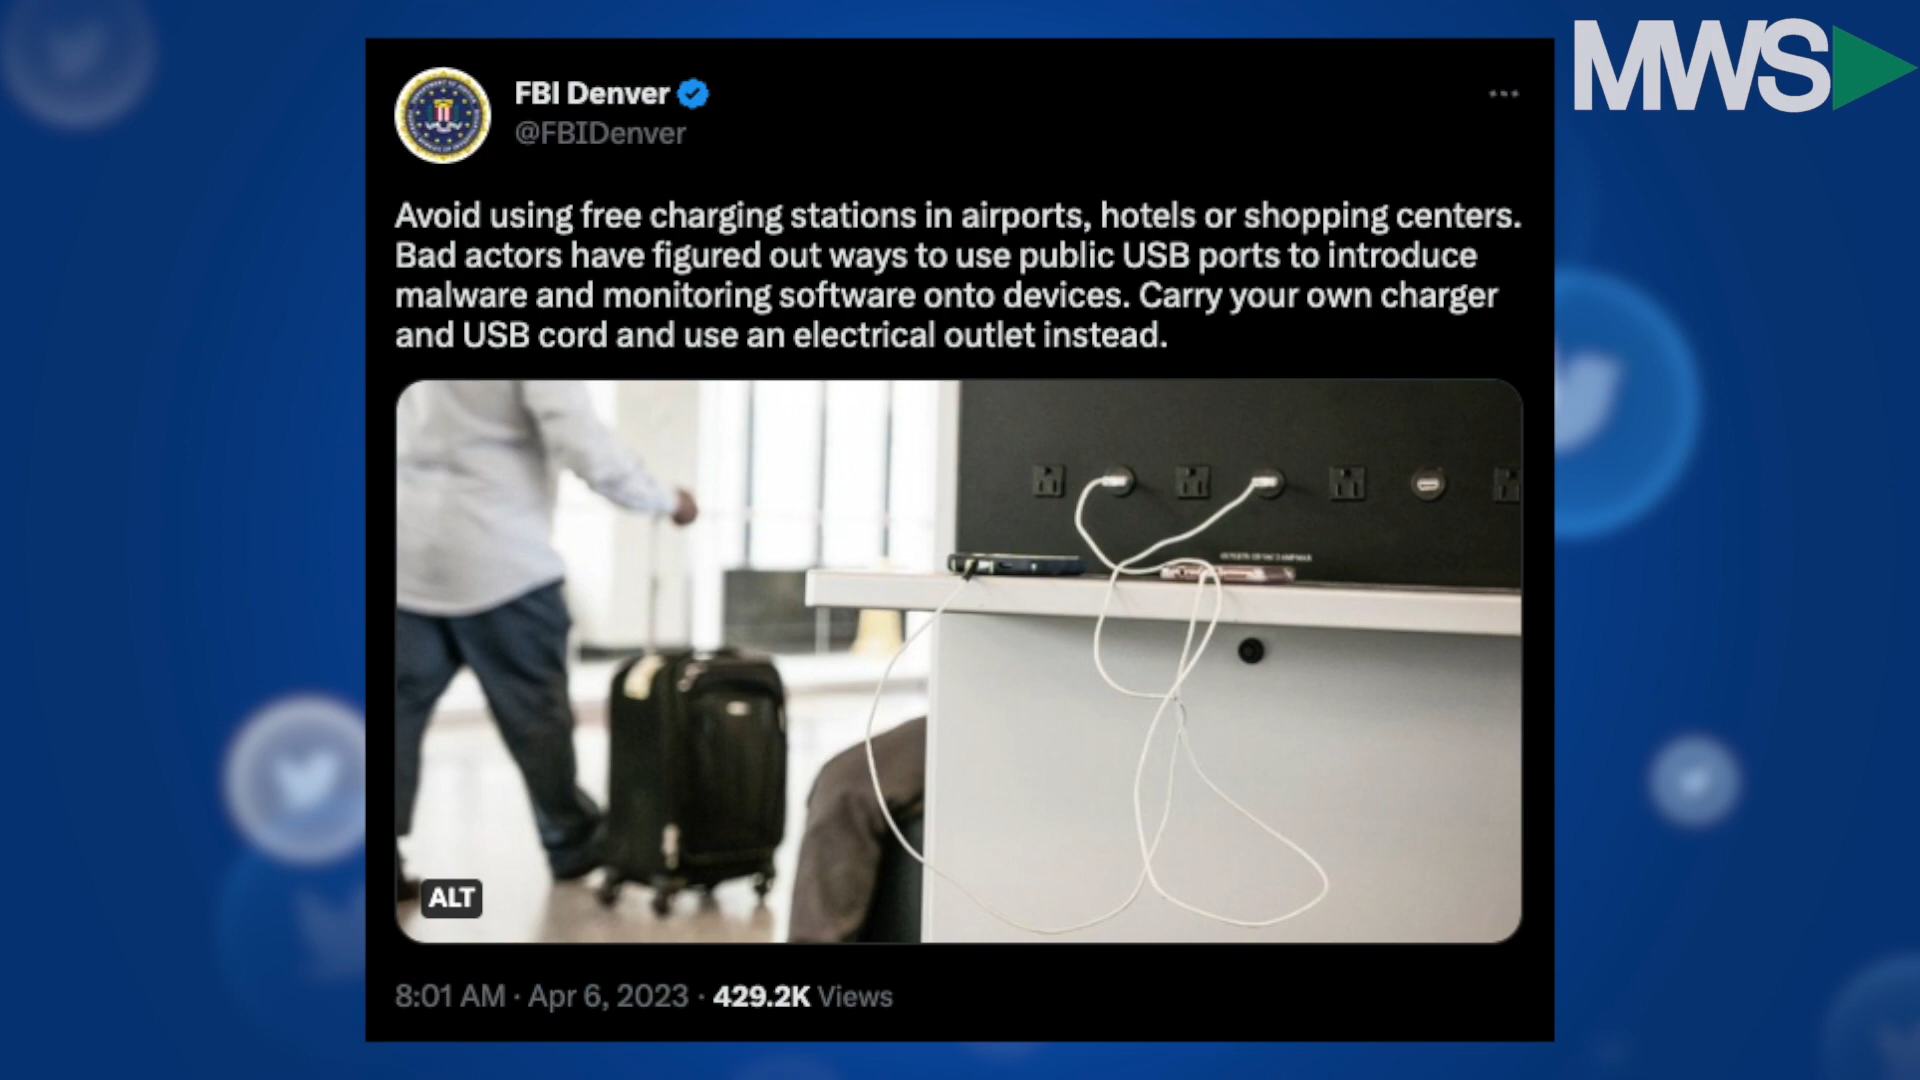 MWS
FBI Denver
@FBIDenver
Avoid using free charging stations in airports, hotels or shopping centers.
Bad actors have figured out ways to use public USB ports to introduce
malware and monitoring software onto devices. Carry your own charger
and USB cord and use an electrical outlet instead.
ALT
8:01 AM · Apr 6, 2023 · 429.2K Views